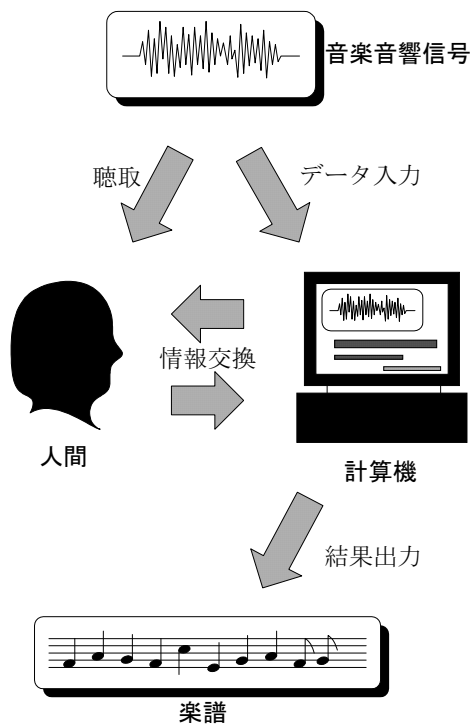 音楽音響信号
聴取
データ入力
情報交換
人間
計算機
結果出力
楽譜